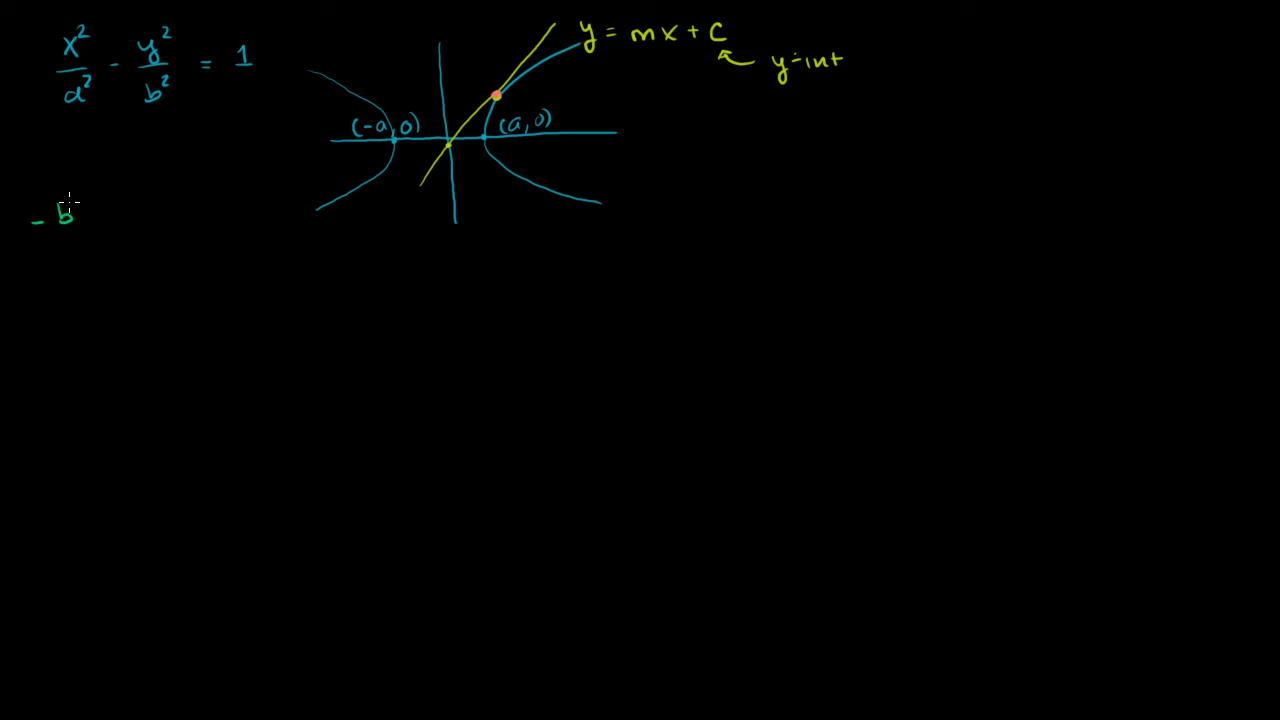 x²/a² - y²/b² = 1
y = mx + c
y-int
(-a, 0)
(a, 0)
- b